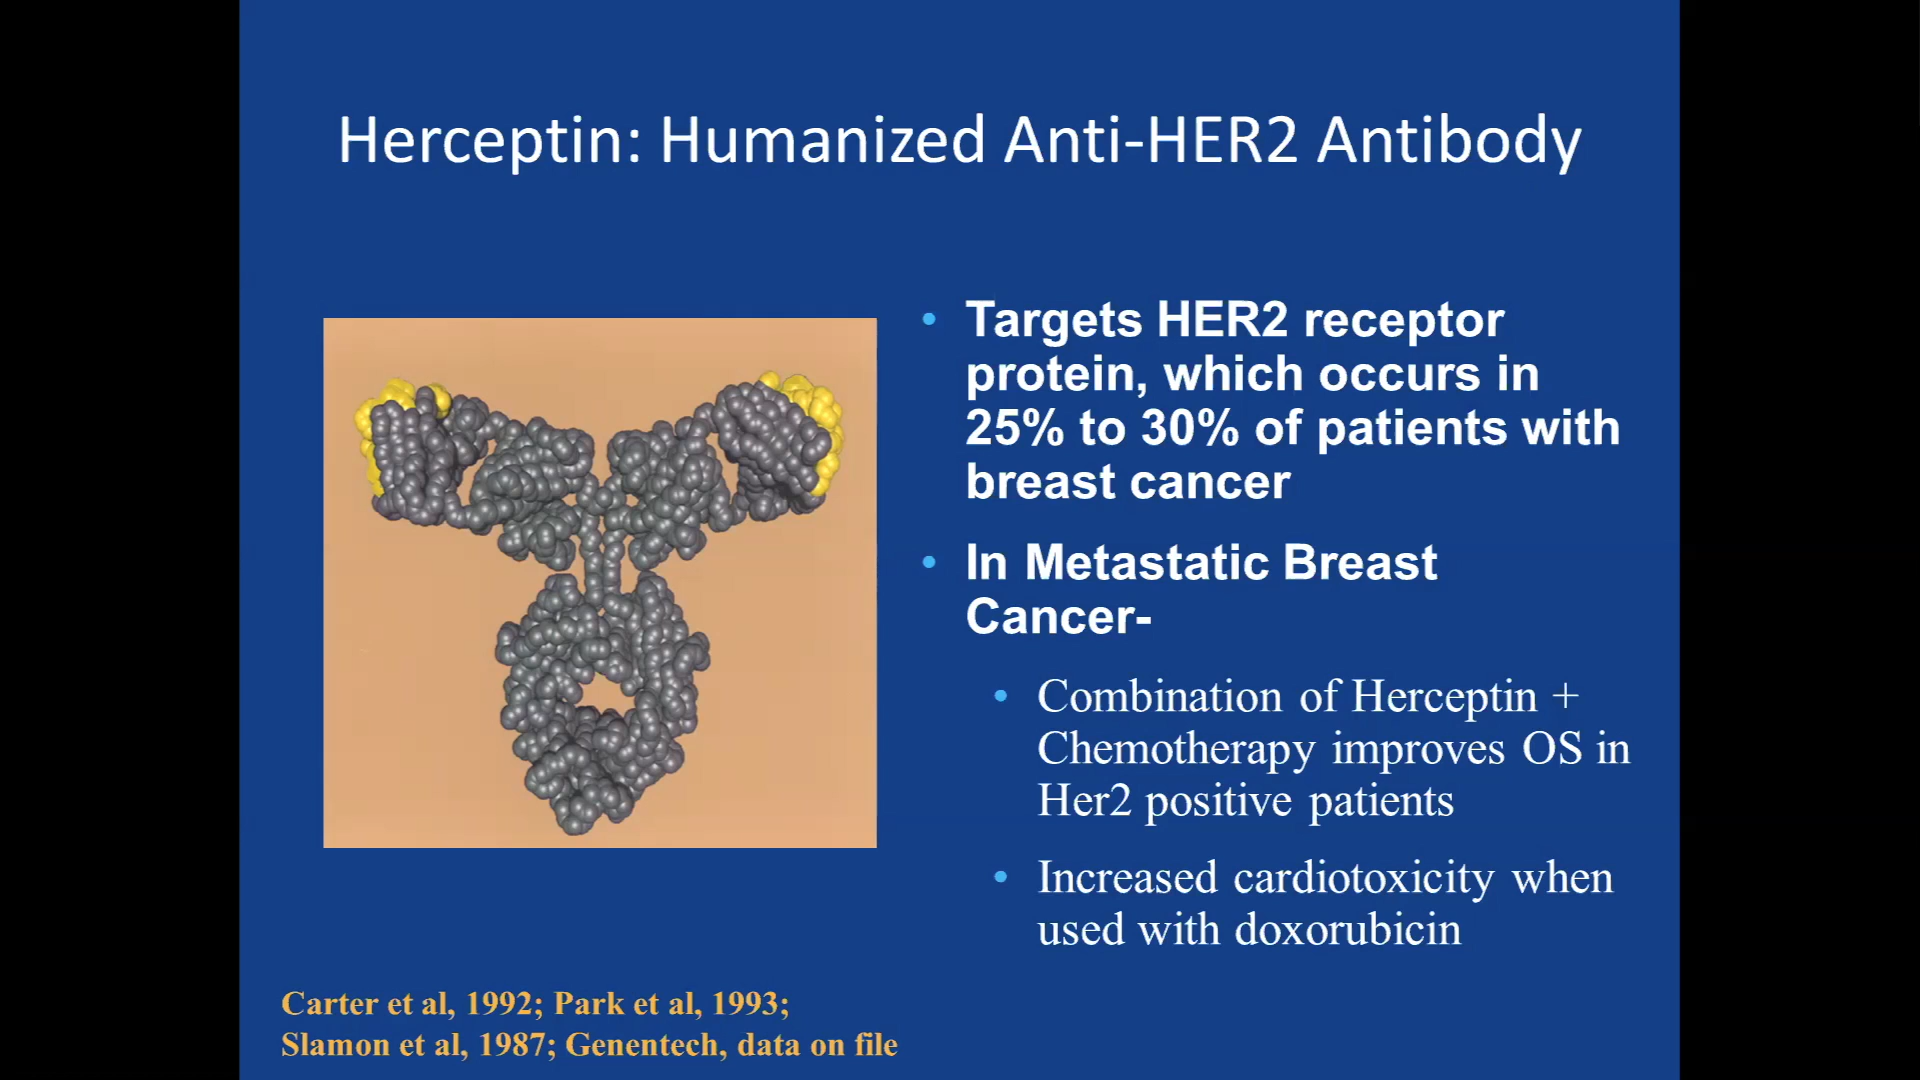 Herceptin: Humanized Anti-HER2 Antibody
• Targets HER2 receptor
protein, which occurs in
25% to 30% of patients with
breast cancer
• In Metastatic Breast
Cancer-
• Combination of Herceptin +
Chemotherapy improves OS in
Her2 positive patients
• Increased cardiotoxicity when
used with doxorubicin
Carter et al, 1992; Park et al, 1993;
Slamon et al, 1987; Genentech, data on file